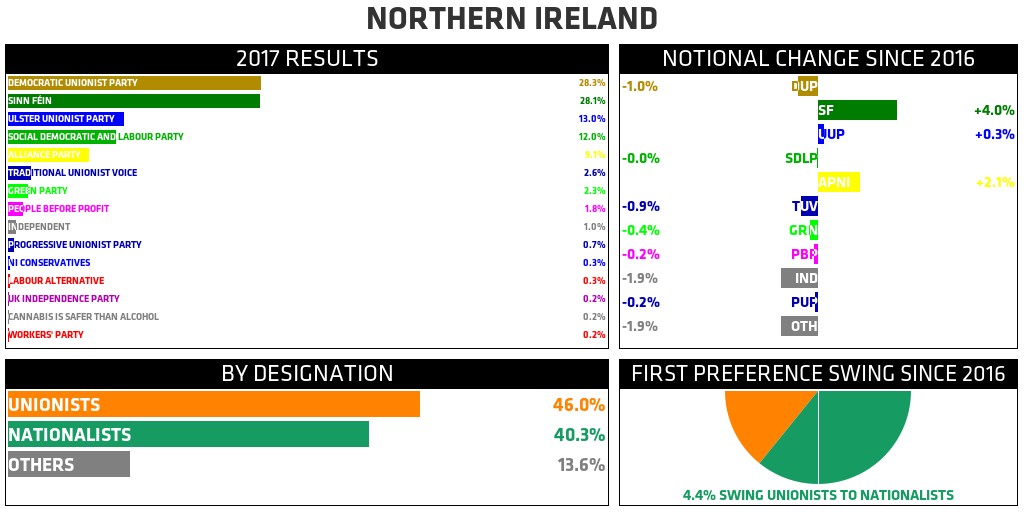 NORTHERN IRELAND
2017 RESULTS
DEMOCRATIC UNIONIST PARTY 28.3%
SINN FÉIN 28.1%
ULSTER UNIONIST PARTY 13.0%
SOCIAL DEMOCRATIC AND LABOUR PARTY 12.0%
ALLIANCE PARTY 9.1%
TRADITIONAL UNIONIST VOICE 2.6%
GREEN PARTY 2.3%
PEOPLE BEFORE PROFIT 1.8%
INDEPENDENT 1.0%
PROGRESSIVE UNIONIST PARTY 0.7%
NI CONSERVATIVES 0.3%
LABOUR ALTERNATIVE 0.3%
UK INDEPENDENCE PARTY 0.2%
CANNABIS IS SAFER THAN ALCOHOL 0.2%
WORKERS' PARTY 0.2%
NOTIONAL CHANGE SINCE 2016
-1.0% DUP
SF +4.0%
UUP +0.3%
-0.0% SDLP
APNI +2.1%
-0.9% TUV
-0.4% GRN
-0.2% PBP
-1.9% IND
-0.2% PUP
-1.9% OTH
BY DESIGNATION
UNIONISTS 46.0%
NATIONALISTS 40.3%
OTHERS 13.6%
FIRST PREFERENCE SWING SINCE 2016
4.4% SWING UNIONISTS TO NATIONALISTS